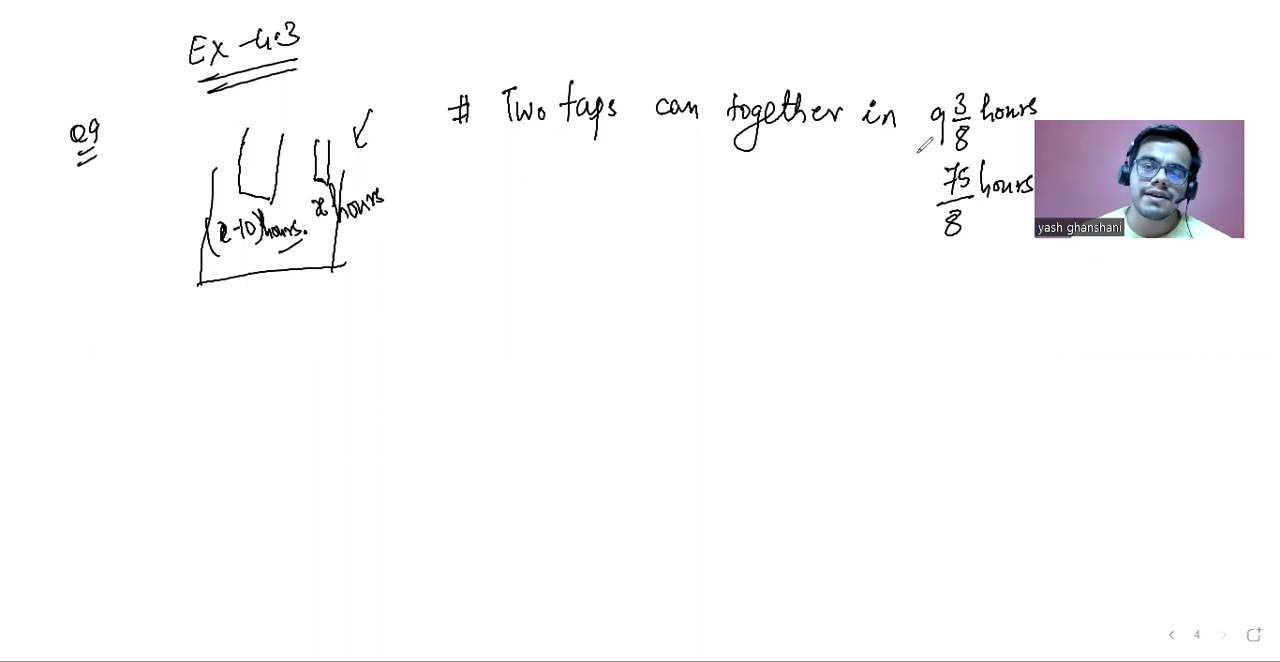 Ex - 4.3
Q9
# Two taps can together in 9 3/8 hours
75/8 hours
(x-10) hours.
x hours
yash ghanshani
4